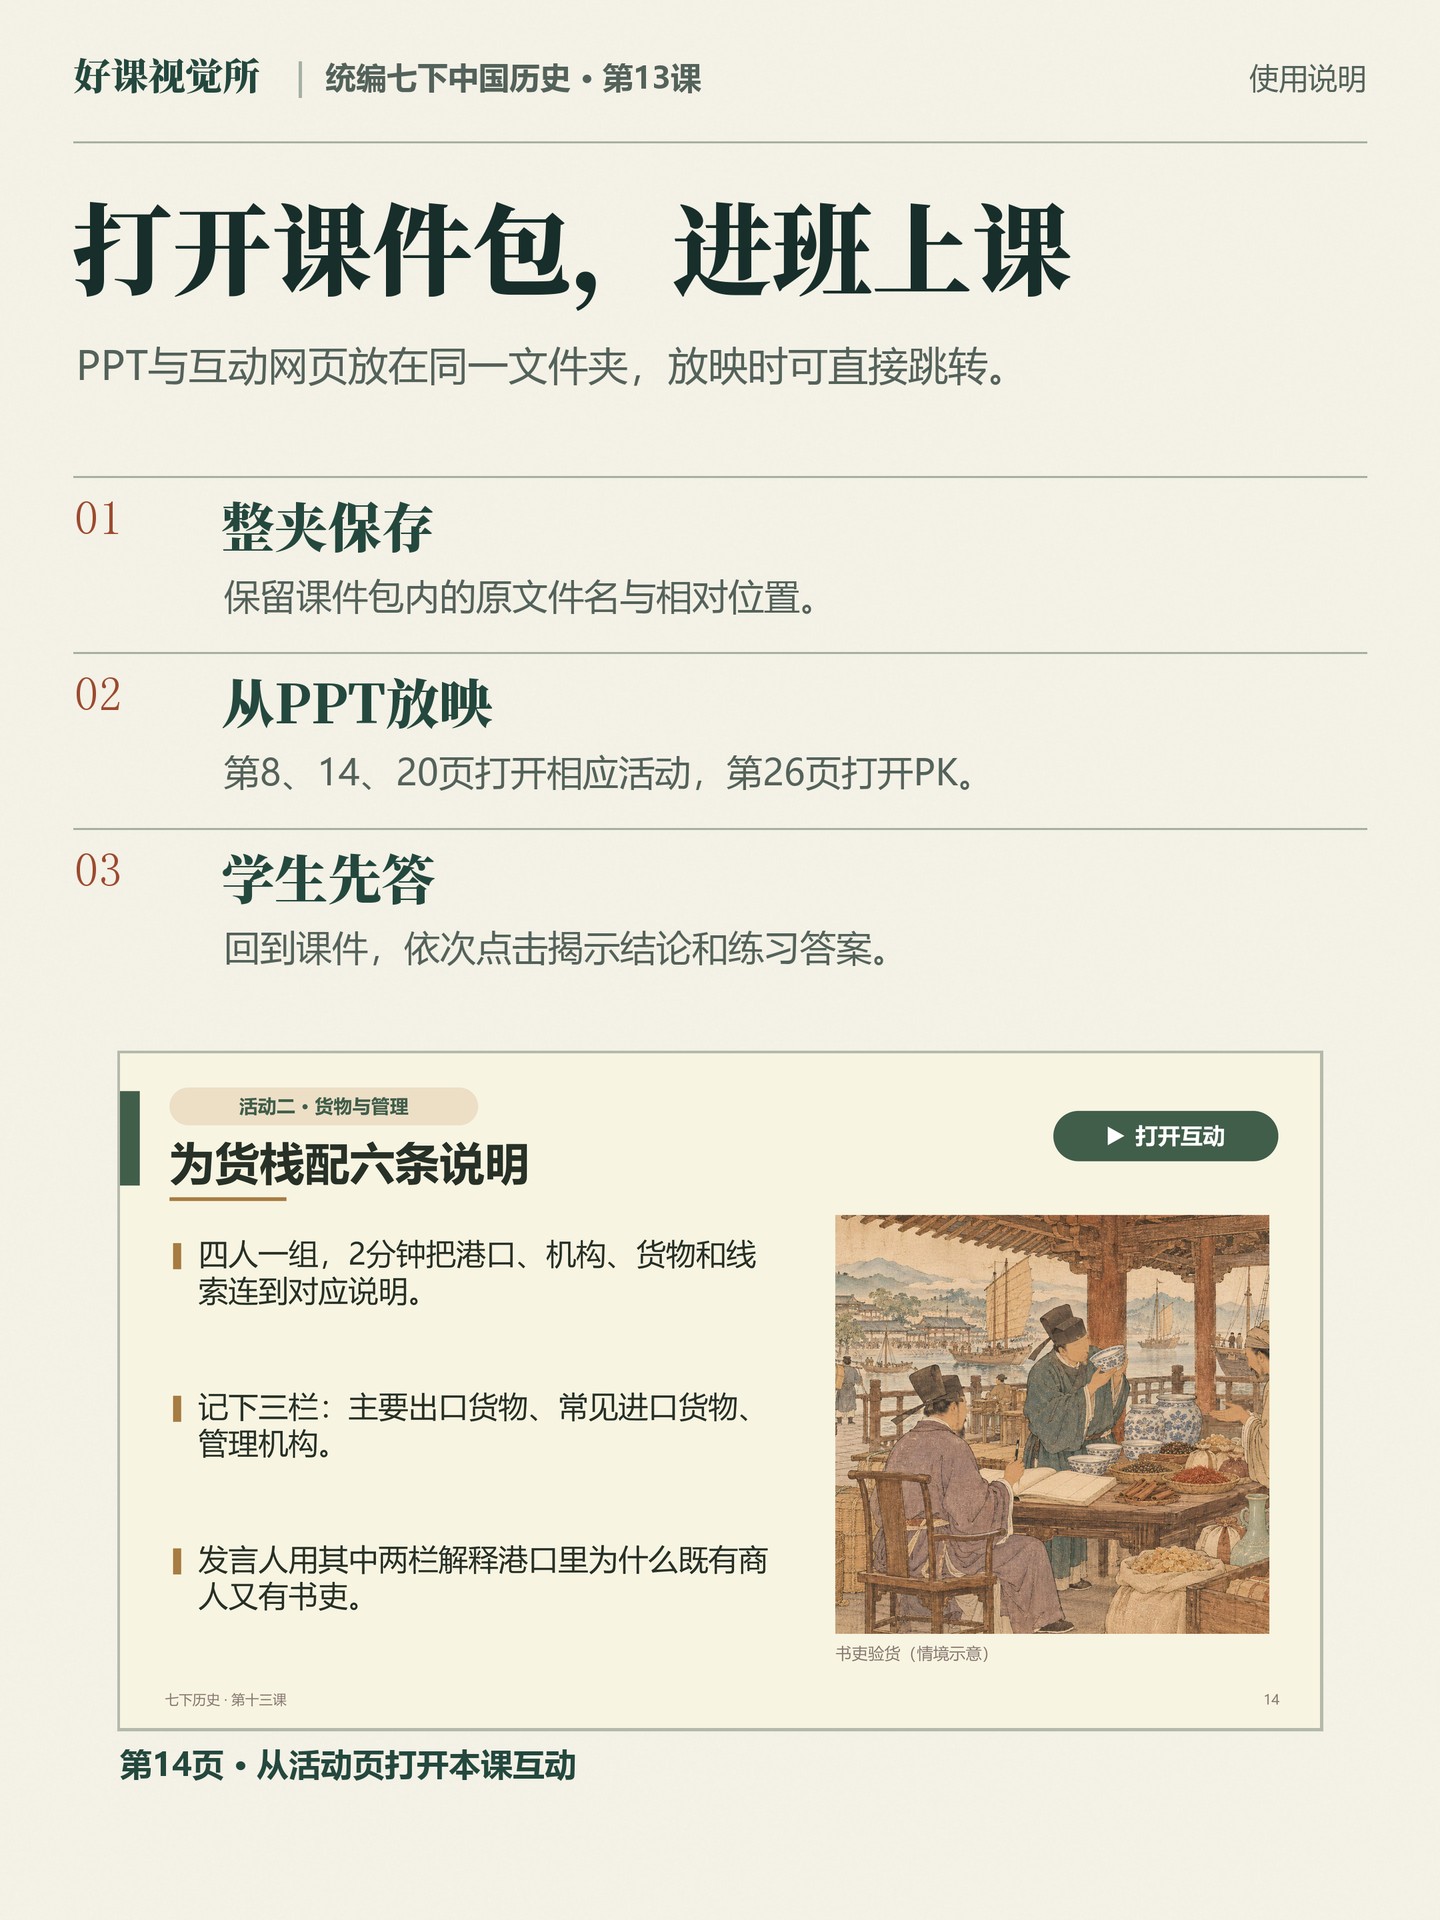 好课视觉所 | 统编七下中国历史·第13课
使用说明
打开课件包，进班上课
PPT与互动网页放在同一文件夹，放映时可直接跳转。
01 整夹保存
保留课件包内的原文件名与相对位置。
02 从PPT放映
第8、14、20页打开相应活动，第26页打开PK。
03 学生先答
回到课件，依次点击揭示结论和练习答案。
活动二·货物与管理
为货栈配六条说明
▶ 打开互动
四人一组，2分钟把港口、机构、货物和线
索连到对应说明。
记下三栏：主要出口货物、常见进口货物、
管理机构。
发言人用其中两栏解释港口里为什么既有商
人又有书吏。
书吏验货（情境示意）
七下历史·第十三课
14
第14页·从活动页打开本课互动